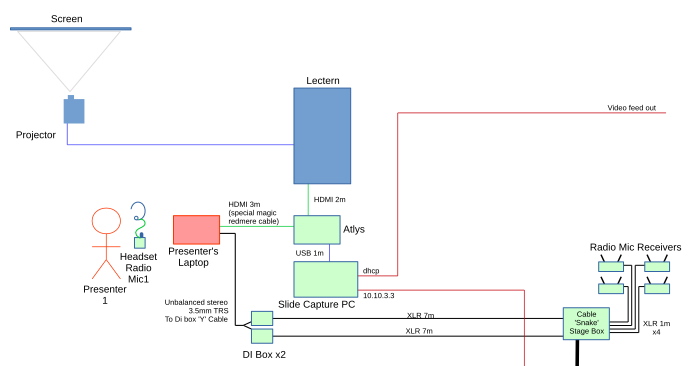 Screen
Lectern
Video feed out
Projector
HDMI 2m
HDMI 3m
(special magic
redmere cable)
Atlys
Presenter's
Laptop
USB 1m
Headset
Radio
Mic1
Presenter
1
Radio Mic Receivers
dhcp
10.10.3.3
Slide Capture PC
Unbalanced stereo
3.5mm TRS
To Di box 'Y' Cable
XLR 7m
XLR 7m
DI Box x2
Cable
'Snake'
Stage Box
XLR 1m
x4